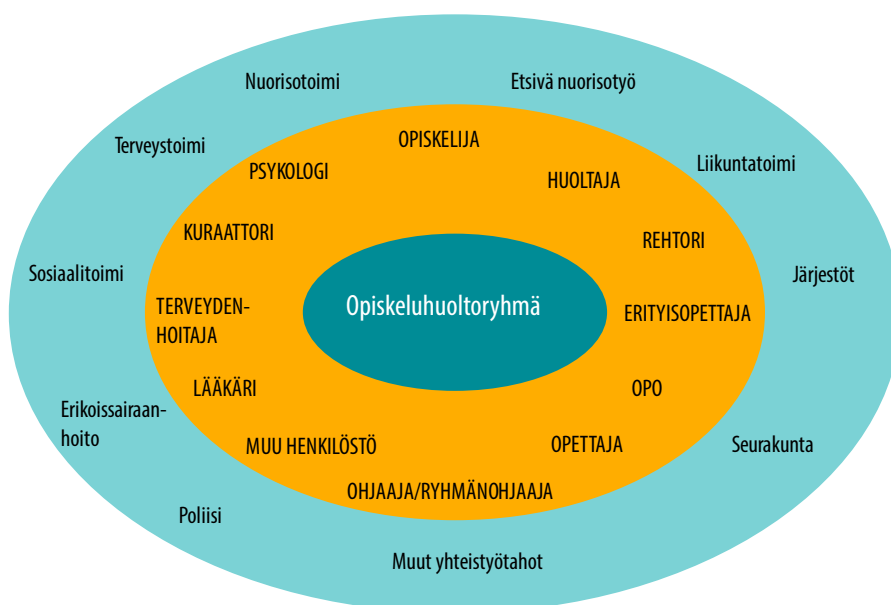 Nuorisotoimi
Etsivä nuorisotyö
Terveystoimi
OPISKELIJA
Liikuntatoimi
PSYKOLOGI
HUOLTAJA
KURAATTORI
REHTORI
Sosiaalitoimi
Järjestöt
TERVEYDEN-
HOITAJA
Opiskeluhuoltoryhmä
ERITYISOPETTAJA
LÄÄKÄRI
OPO
Erikoissairaan-
hoito
MUU HENKILÖSTÖ
OPETTAJA
Seurakunta
OHJAAJA/RYHMÄNOHJAAJA
Poliisi
Muut yhteistyötahot